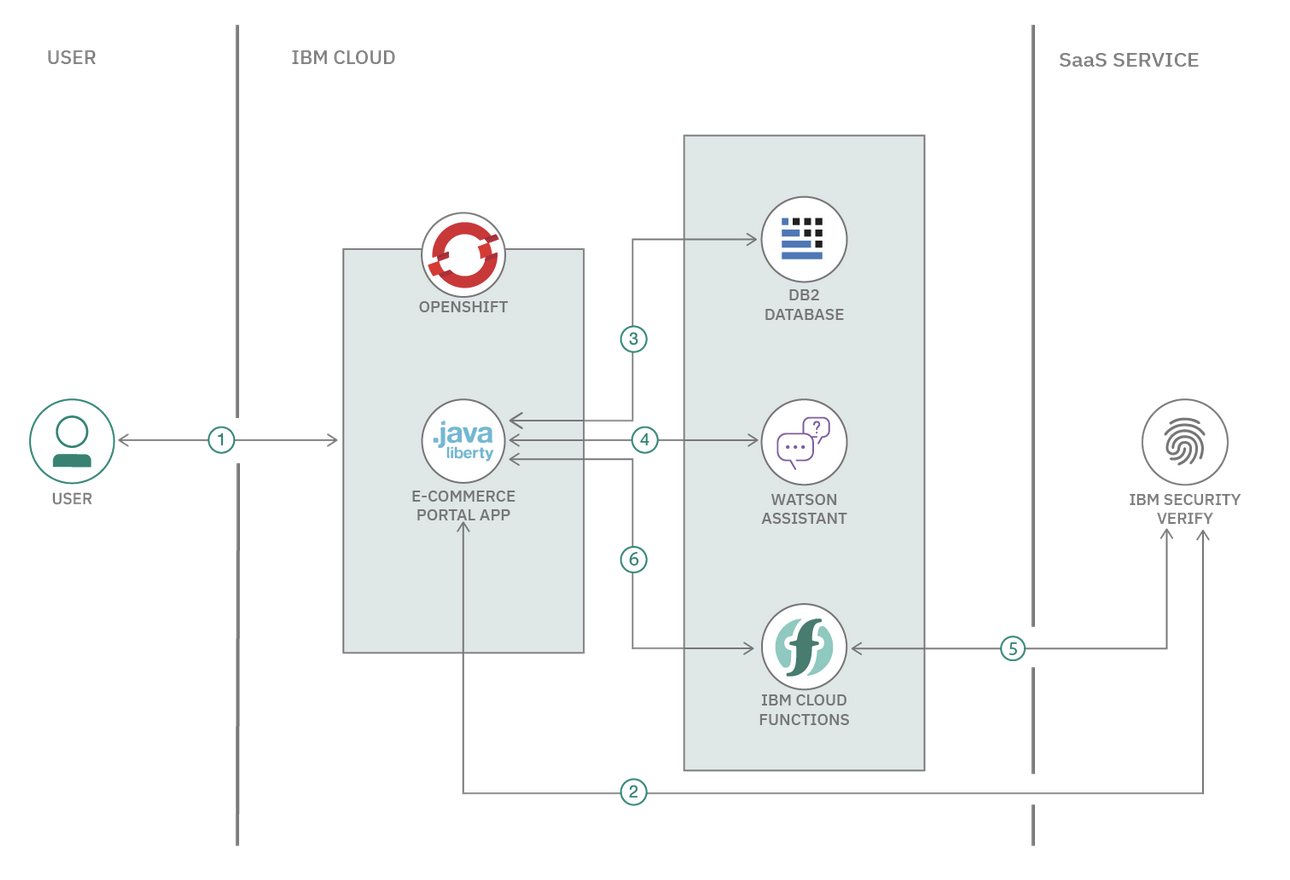 USER
IBM CLOUD
SaaS SERVICE
OPENSHIFT
DB2
DATABASE
3
1
.java
liberty
4
?
USER
E-COMMERCE
PORTAL APP
WATSON
ASSISTANT
IBM SECURITY
VERIFY
6
5
f
IBM CLOUD
FUNCTIONS
2